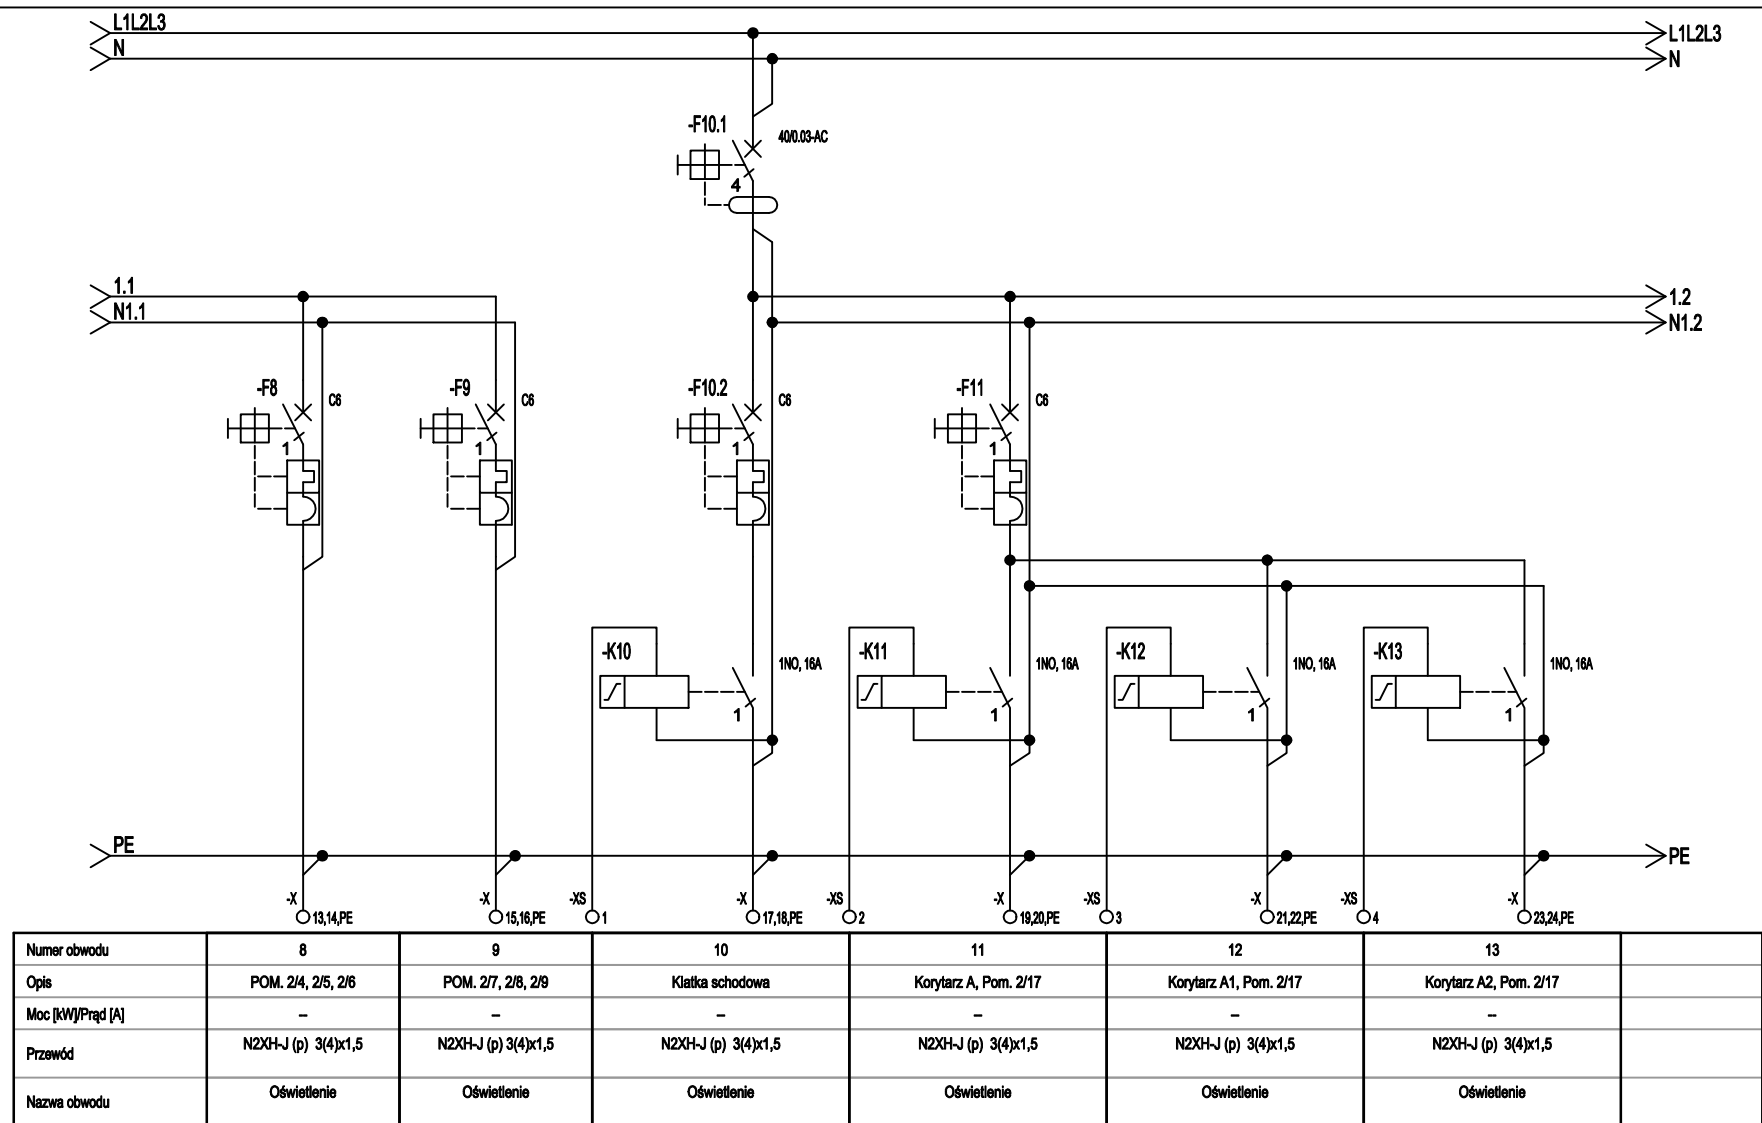 L1L2L3 L1L2L3
N N
-F10.1 40/0.03-AC
4
1.1 1.2
N1.1 N1.2
-F8 C6 -F9 C6 -F10.2 C6 -F11 C6
1 1 1 1
-K10 1NO, 16A -K11 1NO, 16A -K12 1NO, 16A -K13 1NO, 16A
1 1 1 1
PE PE
-X -X -XS -X -XS -X -XS -X -XS -X
13,14,PE 15,16,PE 1 17,18,PE 2 19,20,PE 3 21,22,PE 4 23,24,PE
Numer obwodu 8 9 10 11 12 13
Opis POM. 2/4, 2/5, 2/6 POM. 2/7, 2/8, 2/9 Klatka schodowa Korytarz A, Pom. 2/17 Korytarz A1, Pom. 2/17 Korytarz A2, Pom. 2/17
Moc [kW]/Prąd [A] – – – – – –
Przewód N2XH-J (p) 3(4)x1,5 N2XH-J (p) 3(4)x1,5 N2XH-J (p) 3(4)x1,5 N2XH-J (p) 3(4)x1,5 N2XH-J (p) 3(4)x1,5 N2XH-J (p) 3(4)x1,5
Nazwa obwodu Oświetlenie Oświetlenie Oświetlenie Oświetlenie Oświetlenie Oświetlenie